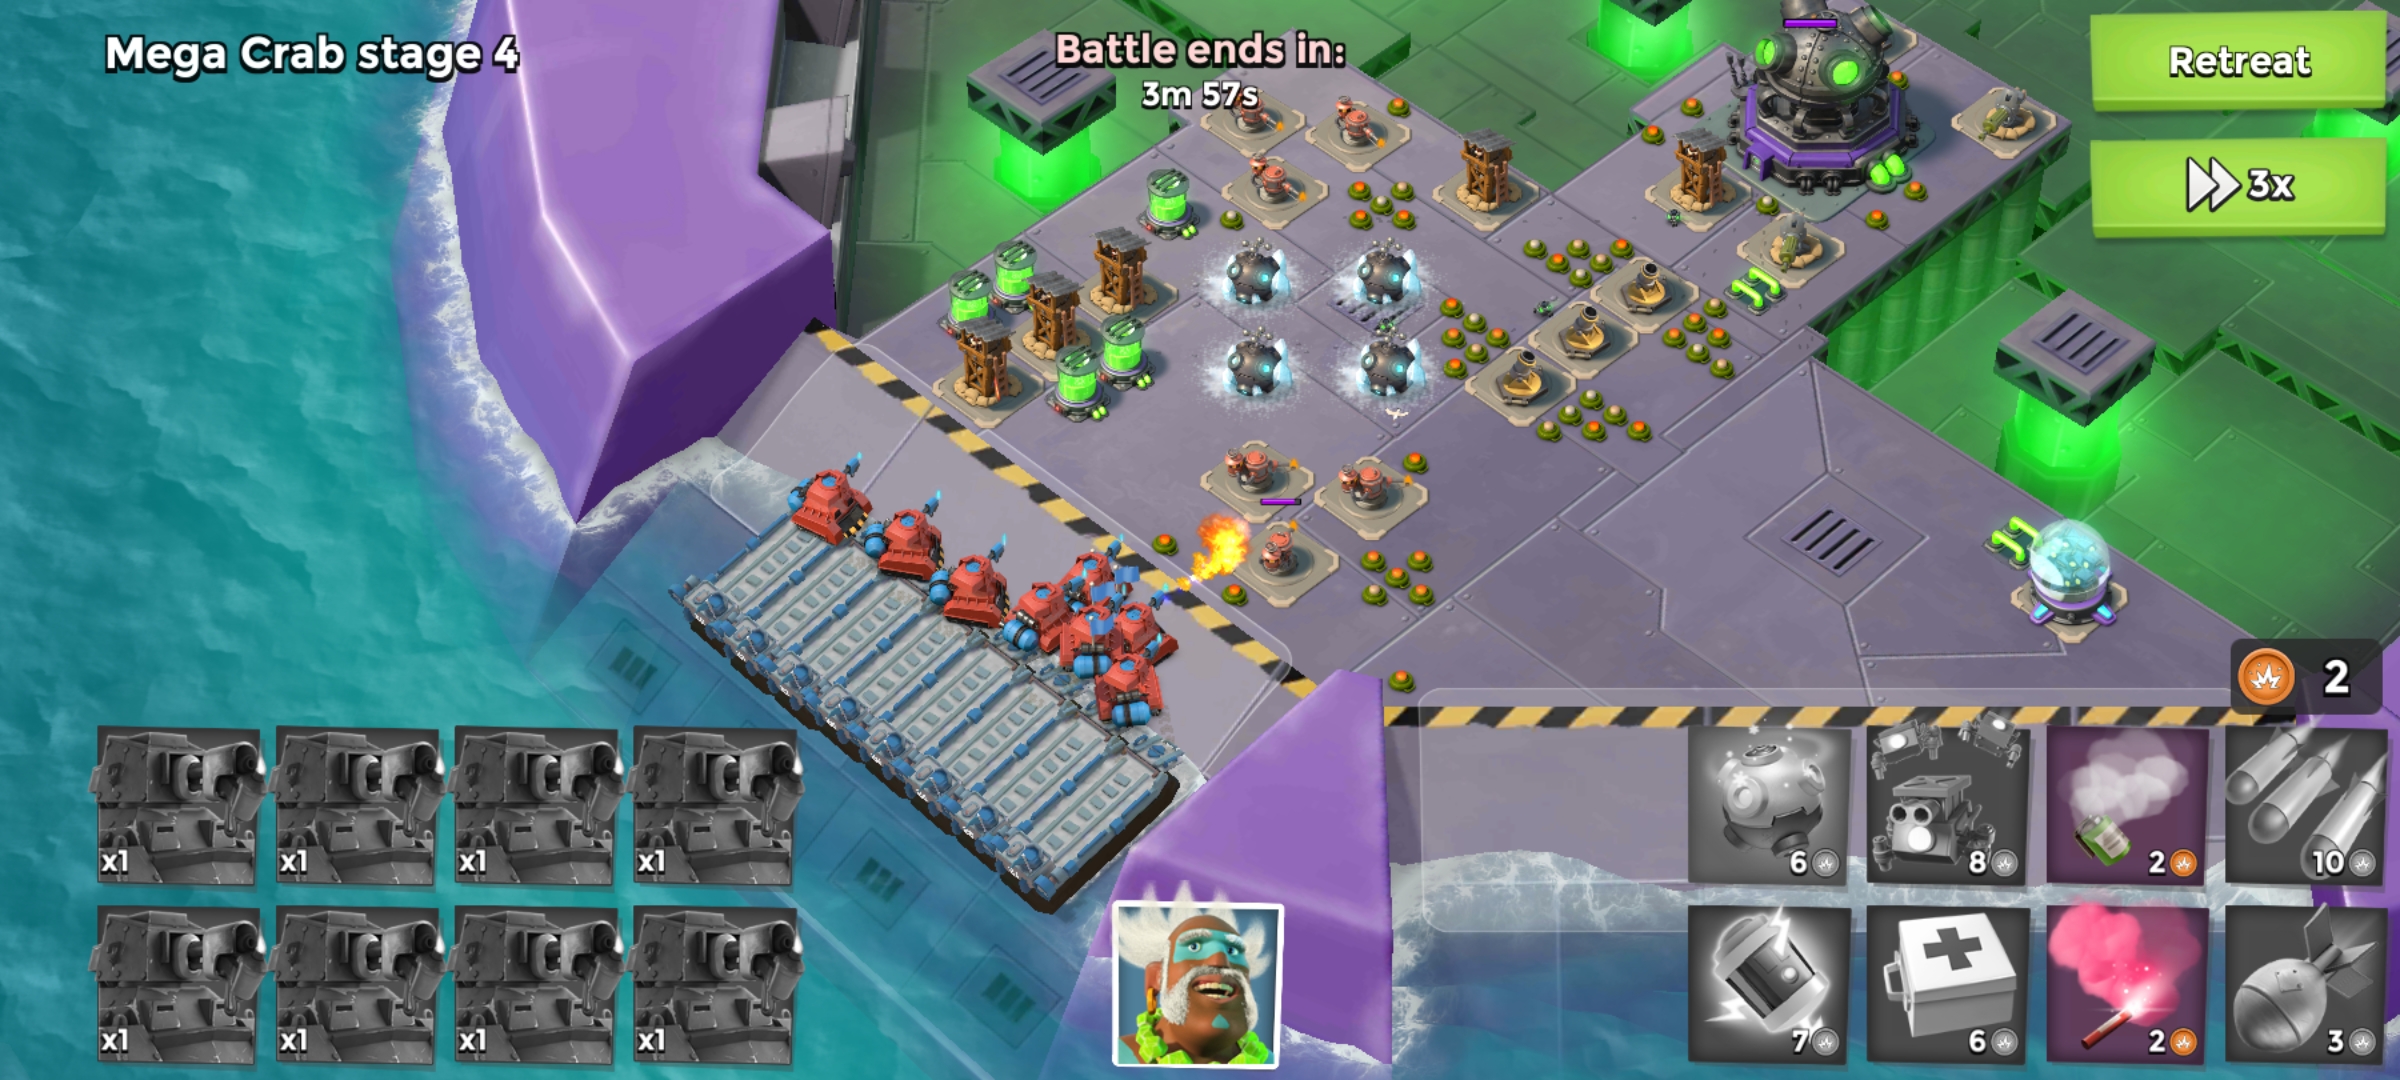 Mega Crab stage 4
Battle ends in:
3m 57s
Retreat
3x
2
x1 x1 x1 x1
6 8 2 10
x1 x1 x1 x1
7 6 2 3